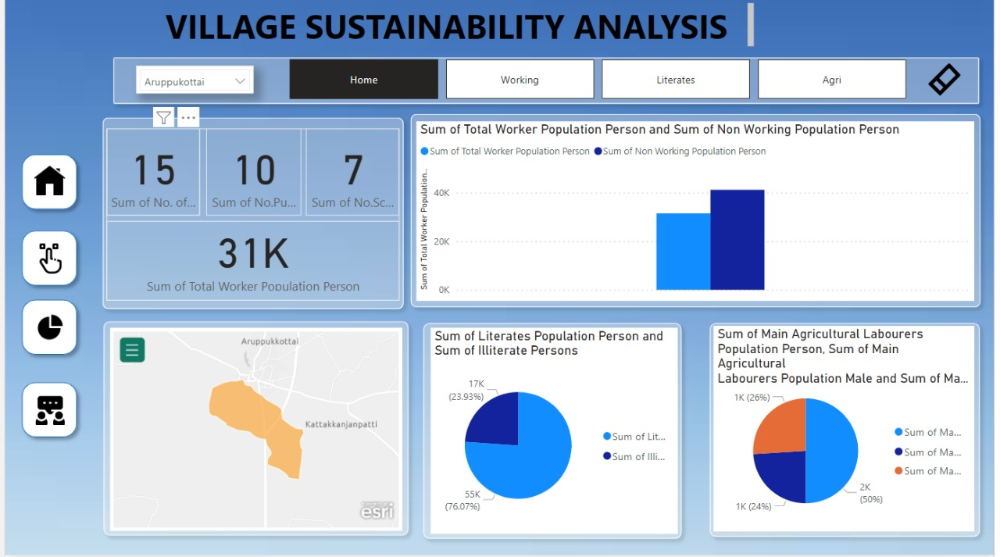 VILLAGE SUSTAINABILITY ANALYSIS
Aruppukottai
Home
Working
Literates
Agri
15
Sum of No. of...
10
Sum of No.Pu...
7
Sum of No.Sc...
31K
Sum of Total Worker Population Person
Sum of Total Worker Population Person and Sum of Non Working Population Person
Sum of Total Worker Population Person
Sum of Non Working Population Person
Sum of Total Worker Population...
40K
20K
0K
Aruppukkottai
Kattakkanjanpatti
esri
Sum of Literates Population Person and
Sum of Illiterate Persons
17K
(23.93%)
55K
(76.07%)
Sum of Lit...
Sum of Illi...
Sum of Main Agricultural Labourers
Population Person, Sum of Main
Agricultural
Labourers Population Male and Sum of Ma...
1K (26%)
2K
(50%)
1K (24%)
Sum of Ma...
Sum of Ma...
Sum of Ma...